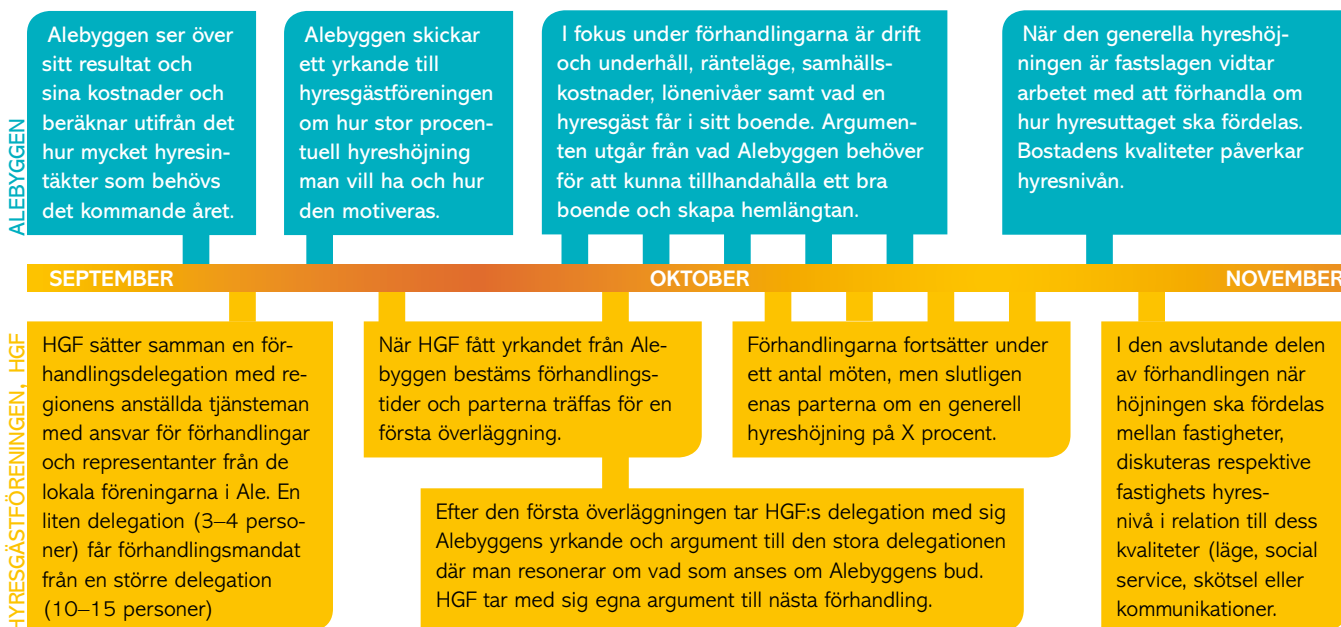 ALEBYGGEN
Alebyggen ser över
sitt resultat och
sina kostnader och
beräknar utifrån det
hur mycket hyresin-
täkter som behövs
det kommande året.
Alebyggen skickar
ett yrkande till
hyresgästföreningen
om hur stor procen-
tuell hyreshöjning
man vill ha och hur
den motiveras.
I fokus under förhandlingarna är drift
och underhåll, ränteläge, samhälls-
kostnader, lönenivåer samt vad en
hyresgäst får i sitt boende. Argumen-
ten utgår från vad Alebyggen behöver
för att kunna tillhandahålla ett bra
boende och skapa hemlängtan.
När den generella hyreshöj-
ningen är fastslagen vidtar
arbetet med att förhandla om
hur hyresuttaget ska fördelas.
Bostadens kvaliteter påverkar
hyresnivån.
SEPTEMBER
OKTOBER
NOVEMBER
HYRESGÄSTFÖRENINGEN, HGF
HGF sätter samman en för-
handlingsdelegation med re-
gionens anställda tjänsteman
med ansvar för förhandlingar
och representanter från de
lokala föreningarna i Ale. En
liten delegation (3–4 perso-
ner) får förhandlingsmandat
från en större delegation
(10–15 personer)
När HGF fått yrkandet från Ale-
byggen bestäms förhandlings-
tider och parterna träffas för en
första överläggning.
Efter den första överläggningen tar HGF:s delegation med sig
Alebyggens yrkande och argument till den stora delegationen
där man resonerar om vad som anses om Alebyggens bud.
HGF tar med sig egna argument till nästa förhandling.
Förhandlingarna fortsätter under
ett antal möten, men slutligen
enas parterna om en generell
hyreshöjning på X procent.
I den avslutande delen
av förhandlingen när
höjningen ska fördelas
mellan fastigheter,
diskuteras respektive
fastighets hyres-
nivå i relation till dess
kvaliteter (läge, social
service, skötsel eller
kommunikationer.